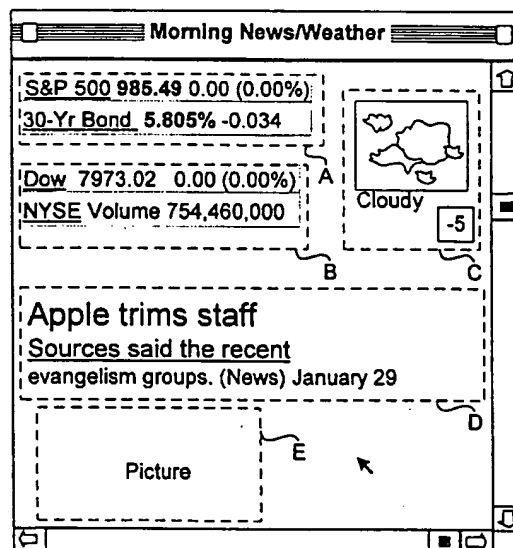 Morning News/Weather
S&P 500 985.49 0.00 (0.00%)
30-Yr Bond 5.805% -0.034
A
Dow 7973.02 0.00 (0.00%)
NYSE Volume 754,460,000
B
Cloudy
-5
C
Apple trims staff
Sources said the recent
evangelism groups. (News) January 29
D
E
Picture